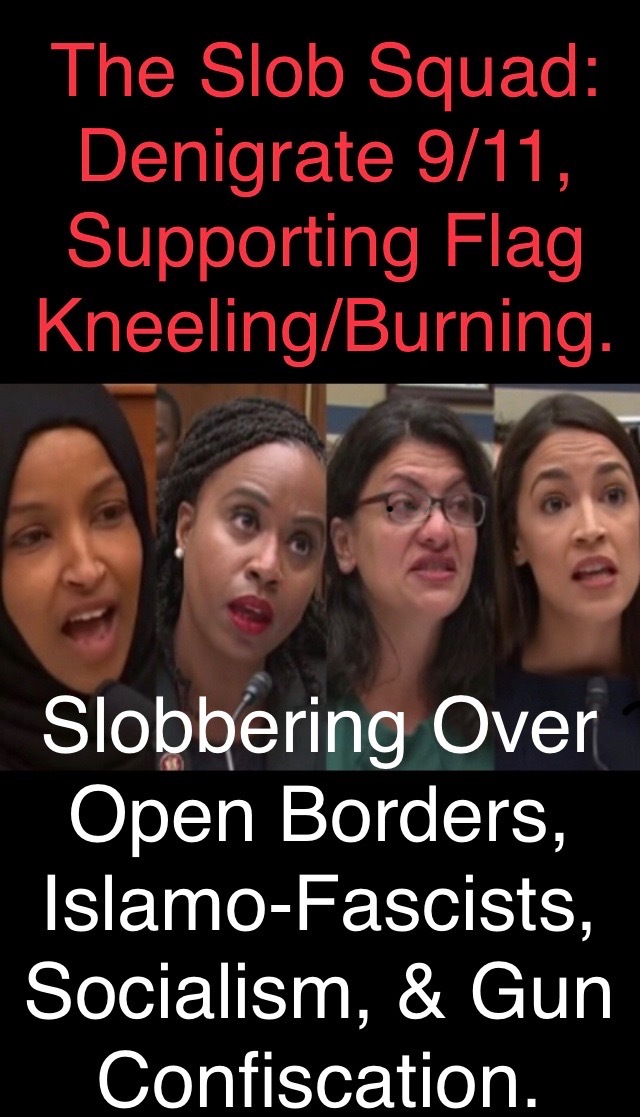 The Slob Squad:
Denigrate 9/11,
Supporting Flag
Kneeling/Burning.
Slobbering Over
Open Borders,
Islamo-Fascists,
Socialism, & Gun
Confiscation.